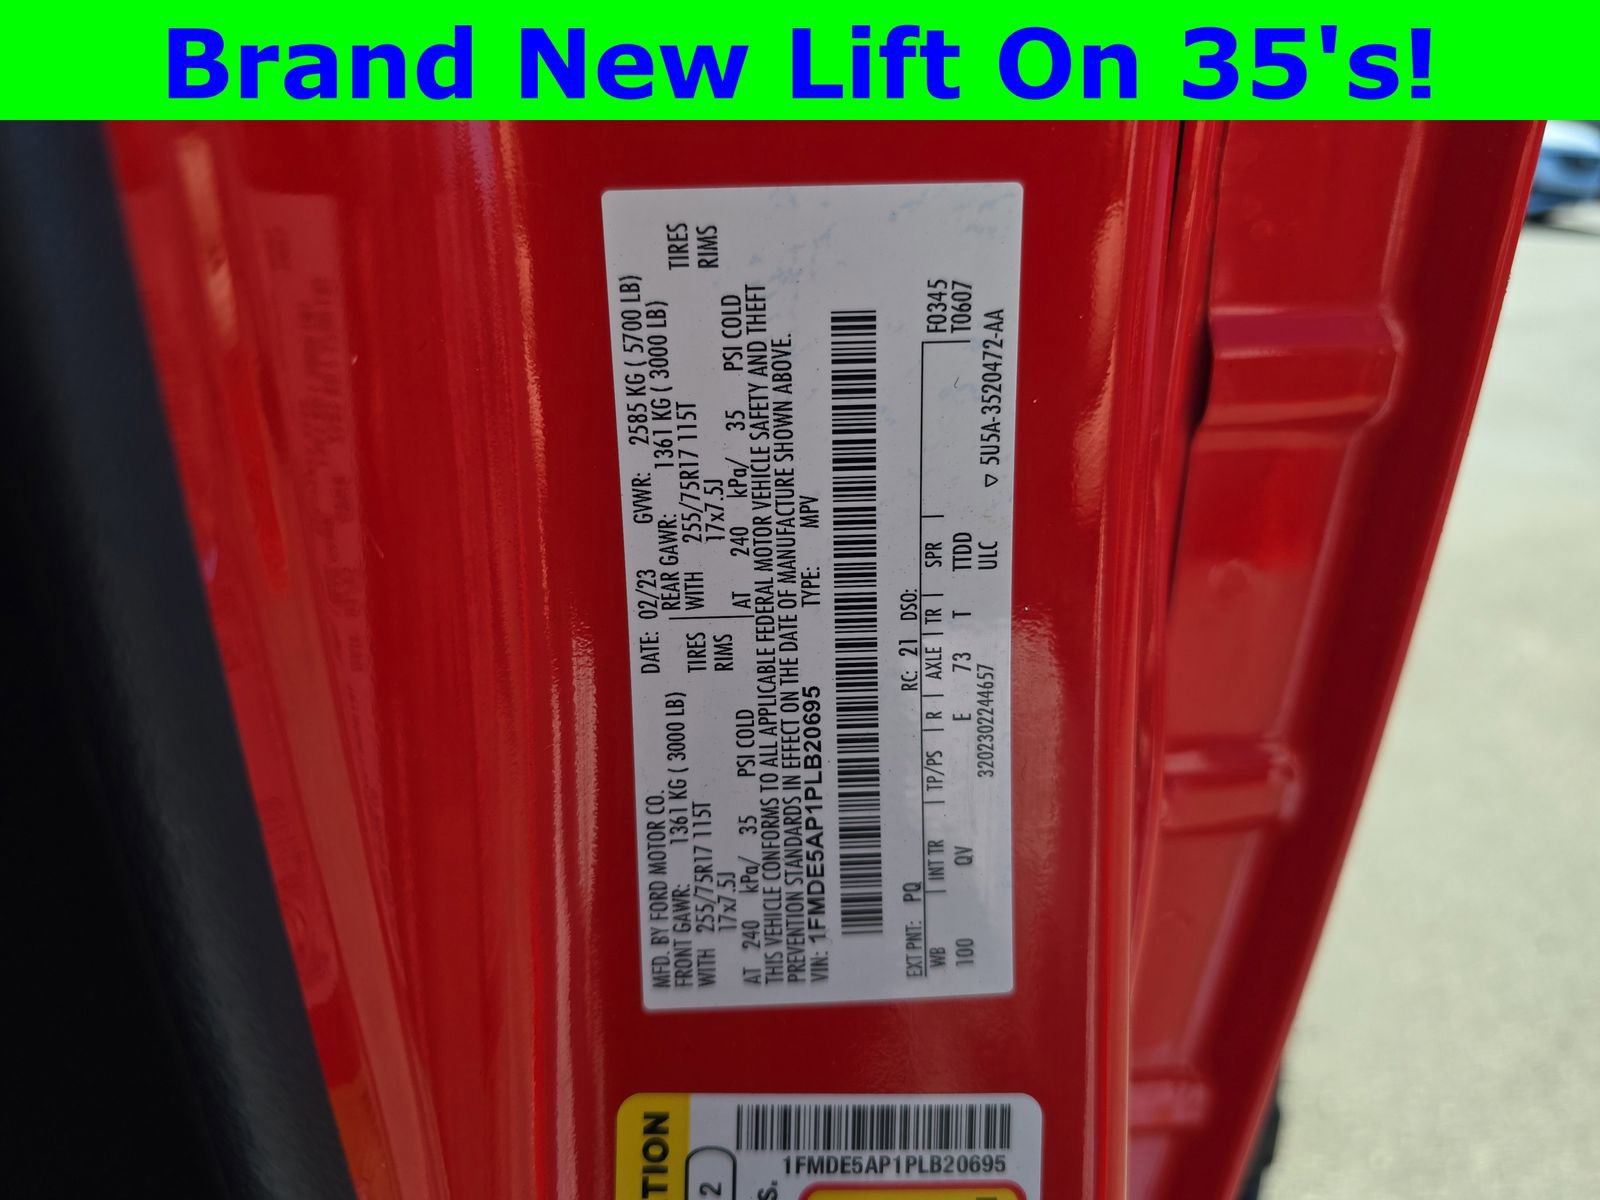 Brand New Lift On 35's!
MFD. BY FORD MOTOR CO.
DATE: 02/23 GVWR: 2585 KG ( 5700 LB)
FRONT GAWR: 1361 KG ( 3000 LB)
REAR GAWR: 1361 KG ( 3000 LB)
WITH 255/75R17 115T TIRES
WITH 255/75R17 115T TIRES
17x7.5J RIMS
17x7.5J RIMS
AT 240 kPa/ 35 PSI COLD
AT 240 kPa/ 35 PSI COLD
THIS VEHICLE CONFORMS TO ALL APPLICABLE FEDERAL MOTOR VEHICLE SAFETY AND THEFT
PREVENTION STANDARDS IN EFFECT ON THE DATE OF MANUFACTURE SHOWN ABOVE.
VIN: 1FMDE5AP1PLB20695 TYPE: MPV
EXT PNT: PQ RC: 21 DSO: F0345
WB INT TR TP/PS R AXLE TR SPR T0607
100 QV E 73 T TTDD
3202302244657 ULC ▽ 5U5A-3520472-AA
1FMDE5AP1PLB20695
2